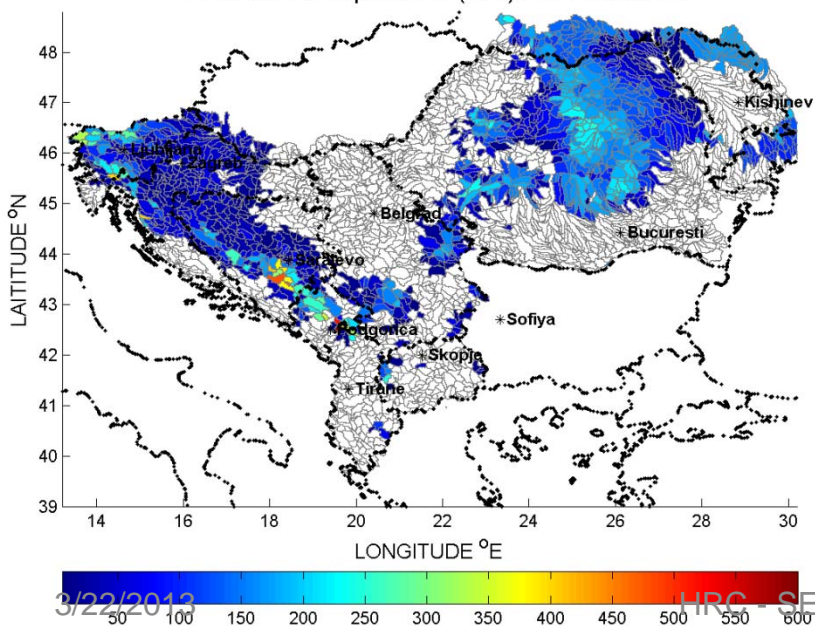 48
47
46
45
44
43
42
41
40
39
LAITITUDE °N
Kishinev
Ljubljana
Zagreb
Belgrad
Bucuresti
Sarajevo
Sofiya
Podgorica
Skopje
Tirane
14 16 18 20 22 24 26 28 30
LONGITUDE °E
50 100 150 200 250 300 350 400 450 500 550 600
3/22/2013 HRC - SE